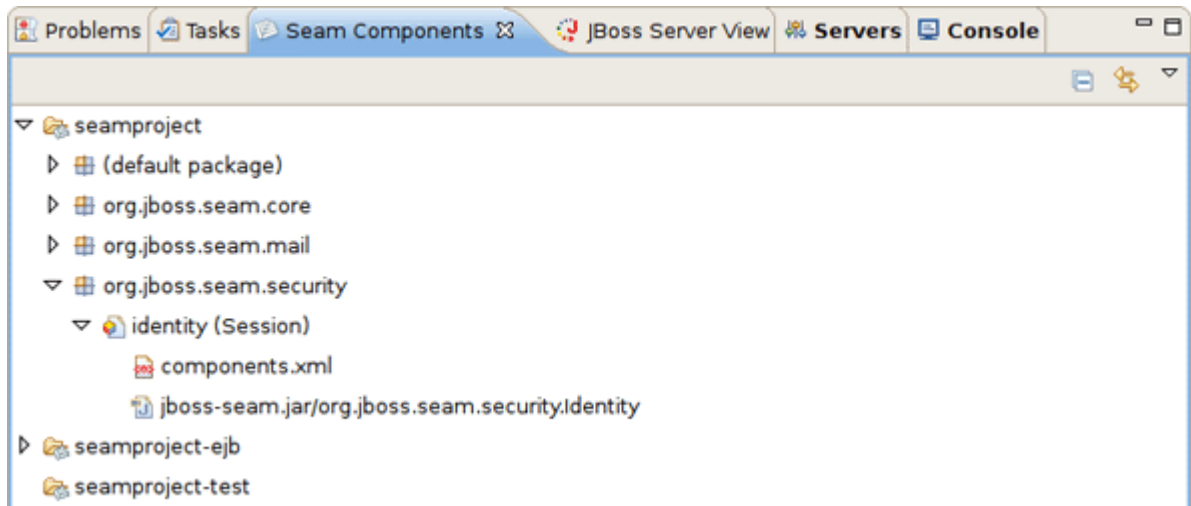 Problems Tasks Seam Components JBoss Server View Servers Console
seamproject
(default package)
org.jboss.seam.core
org.jboss.seam.mail
org.jboss.seam.security
identity (Session)
components.xml
jboss-seam.jar/org.jboss.seam.security.Identity
seamproject-ejb
seamproject-test